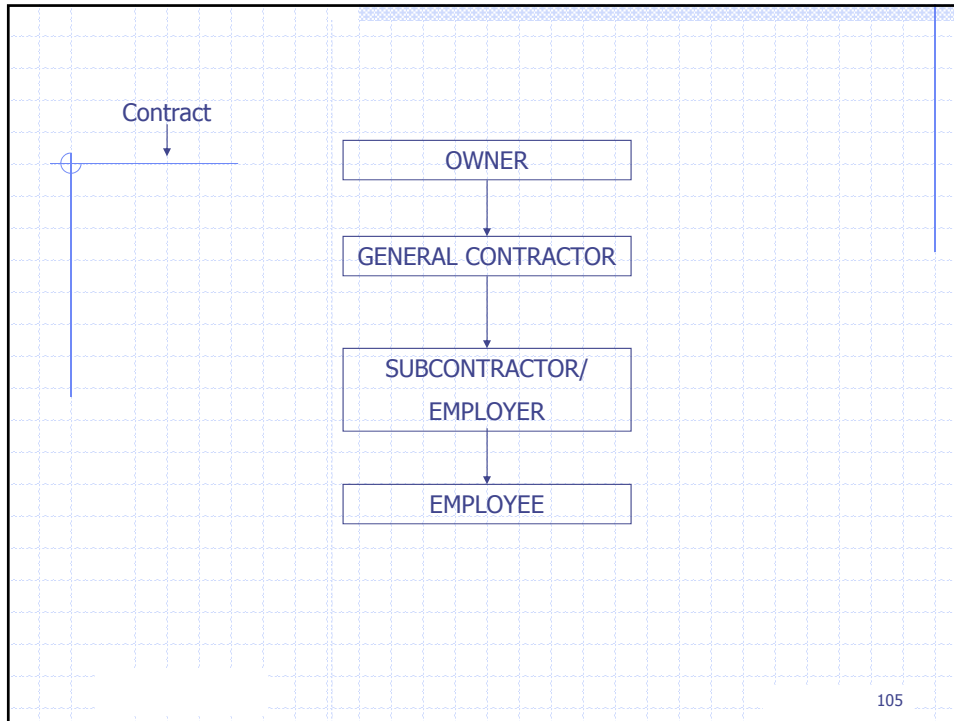 Contract
OWNER
GENERAL CONTRACTOR
SUBCONTRACTOR/
EMPLOYER
EMPLOYEE
105